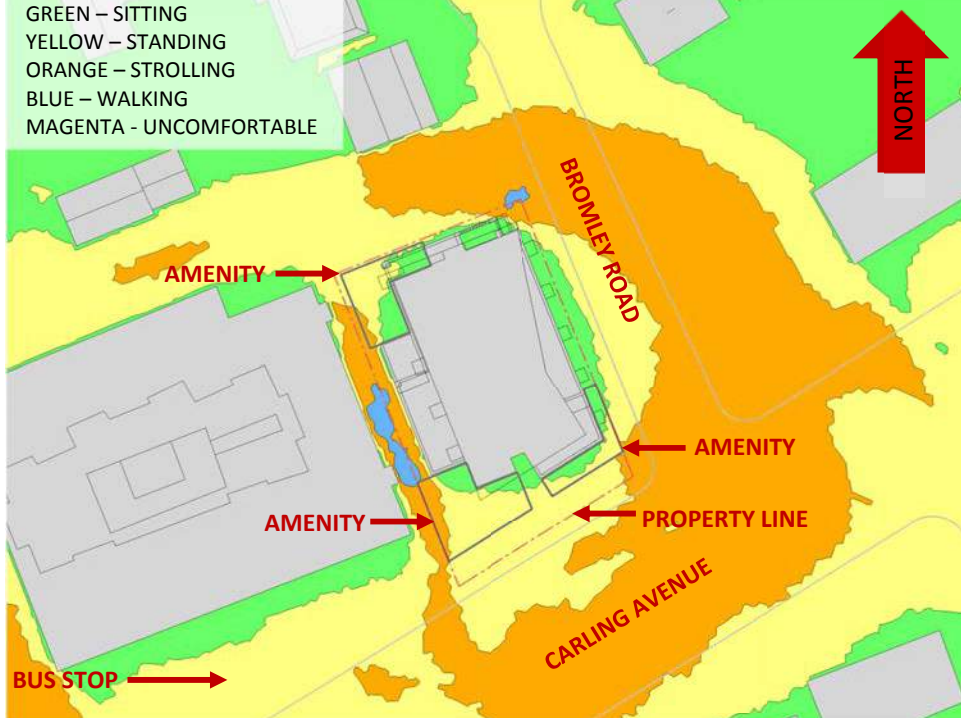 GREEN – SITTING
YELLOW – STANDING
ORANGE – STROLLING
BLUE – WALKING
MAGENTA - UNCOMFORTABLE
NORTH
BROMLEY ROAD
AMENITY
AMENITY
AMENITY
PROPERTY LINE
CARLING AVENUE
BUS STOP